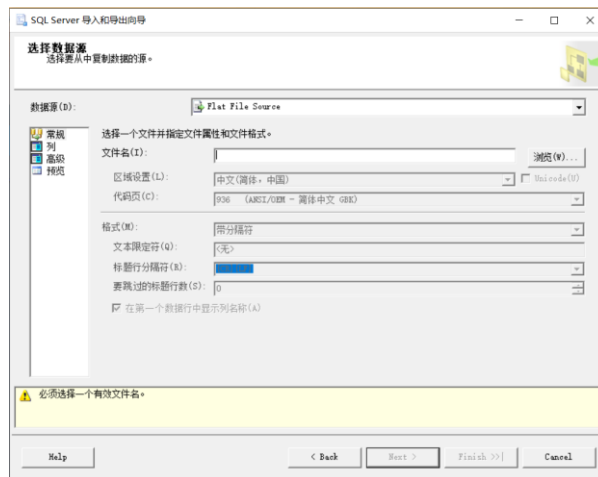 SQL Server 导入和导出向导
选择数据源
选择要从中复制数据的源。
数据源(D): Flat File Source
常规
列
高级
预览
选择一个文件并指定文件属性和文件格式。
文件名(I): 浏览(W)...
区域设置(L): 中文(简体，中国) Unicode(U)
代码页(C): 936 (ANSI/OEM - 简体中文 GBK)
格式(M): 带分隔符
文本限定符(Q): <无>
标题行分隔符(R):
要跳过的标题行数(S): 0
在第一个数据行中显示列名称(A)
必须选择一个有效文件名。
Help < Back Next > Finish >>| Cancel